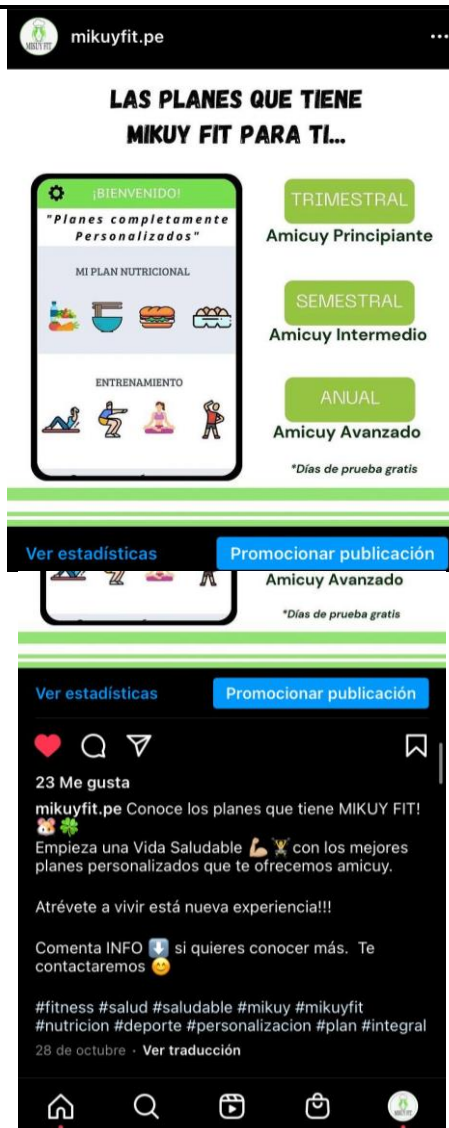 mikuyfit.pe
LAS PLANES QUE TIENE
MIKUY FIT PARA TI...
¡BIENVENIDO!
"Planes completamente
Personalizados"
MI PLAN NUTRICIONAL
ENTRENAMIENTO
TRIMESTRAL
Amicuy Principiante
SEMESTRAL
Amicuy Intermedio
ANUAL
Amicuy Avanzado
*Días de prueba gratis
Ver estadísticas
Promocionar publicación
Amicuy Avanzado
*Días de prueba gratis
Ver estadísticas
Promocionar publicación
23 Me gusta
mikuyfit.pe Conoce los planes que tiene MIKUY FIT!
🐹🍀
Empieza una Vida Saludable 💪🏼🏋 con los mejores
planes personalizados que te ofrecemos amicuy.
Atrévete a vivir está nueva experiencia!!!
Comenta INFO ⬇️ si quieres conocer más. Te
contactaremos 😊
#fitness #salud #saludable #mikuy #mikuyfit
#nutricion #deporte #personalizacion #plan #integral
28 de octubre · Ver traducción